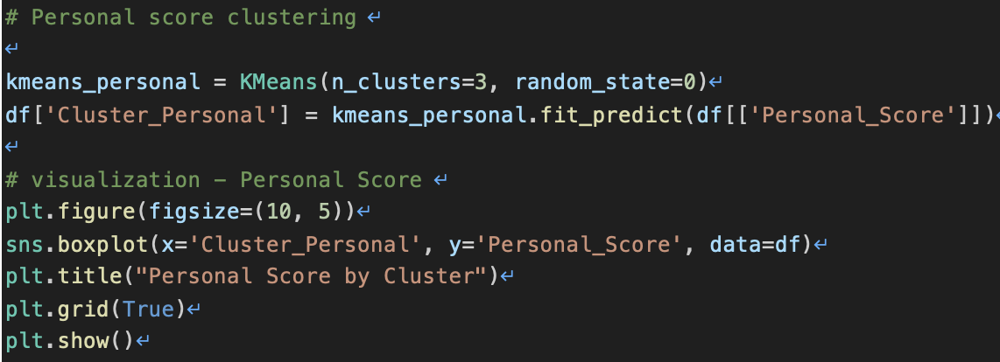 # Personal score clustering ↵
↵
kmeans_personal = KMeans(n_clusters=3, random_state=0)↵
df['Cluster_Personal'] = kmeans_personal.fit_predict(df[['Personal_Score']])↵
↵
# visualization – Personal Score ↵
plt.figure(figsize=(10, 5))↵
sns.boxplot(x='Cluster_Personal', y='Personal_Score', data=df)↵
plt.title("Personal Score by Cluster")↵
plt.grid(True)↵
plt.show()↵